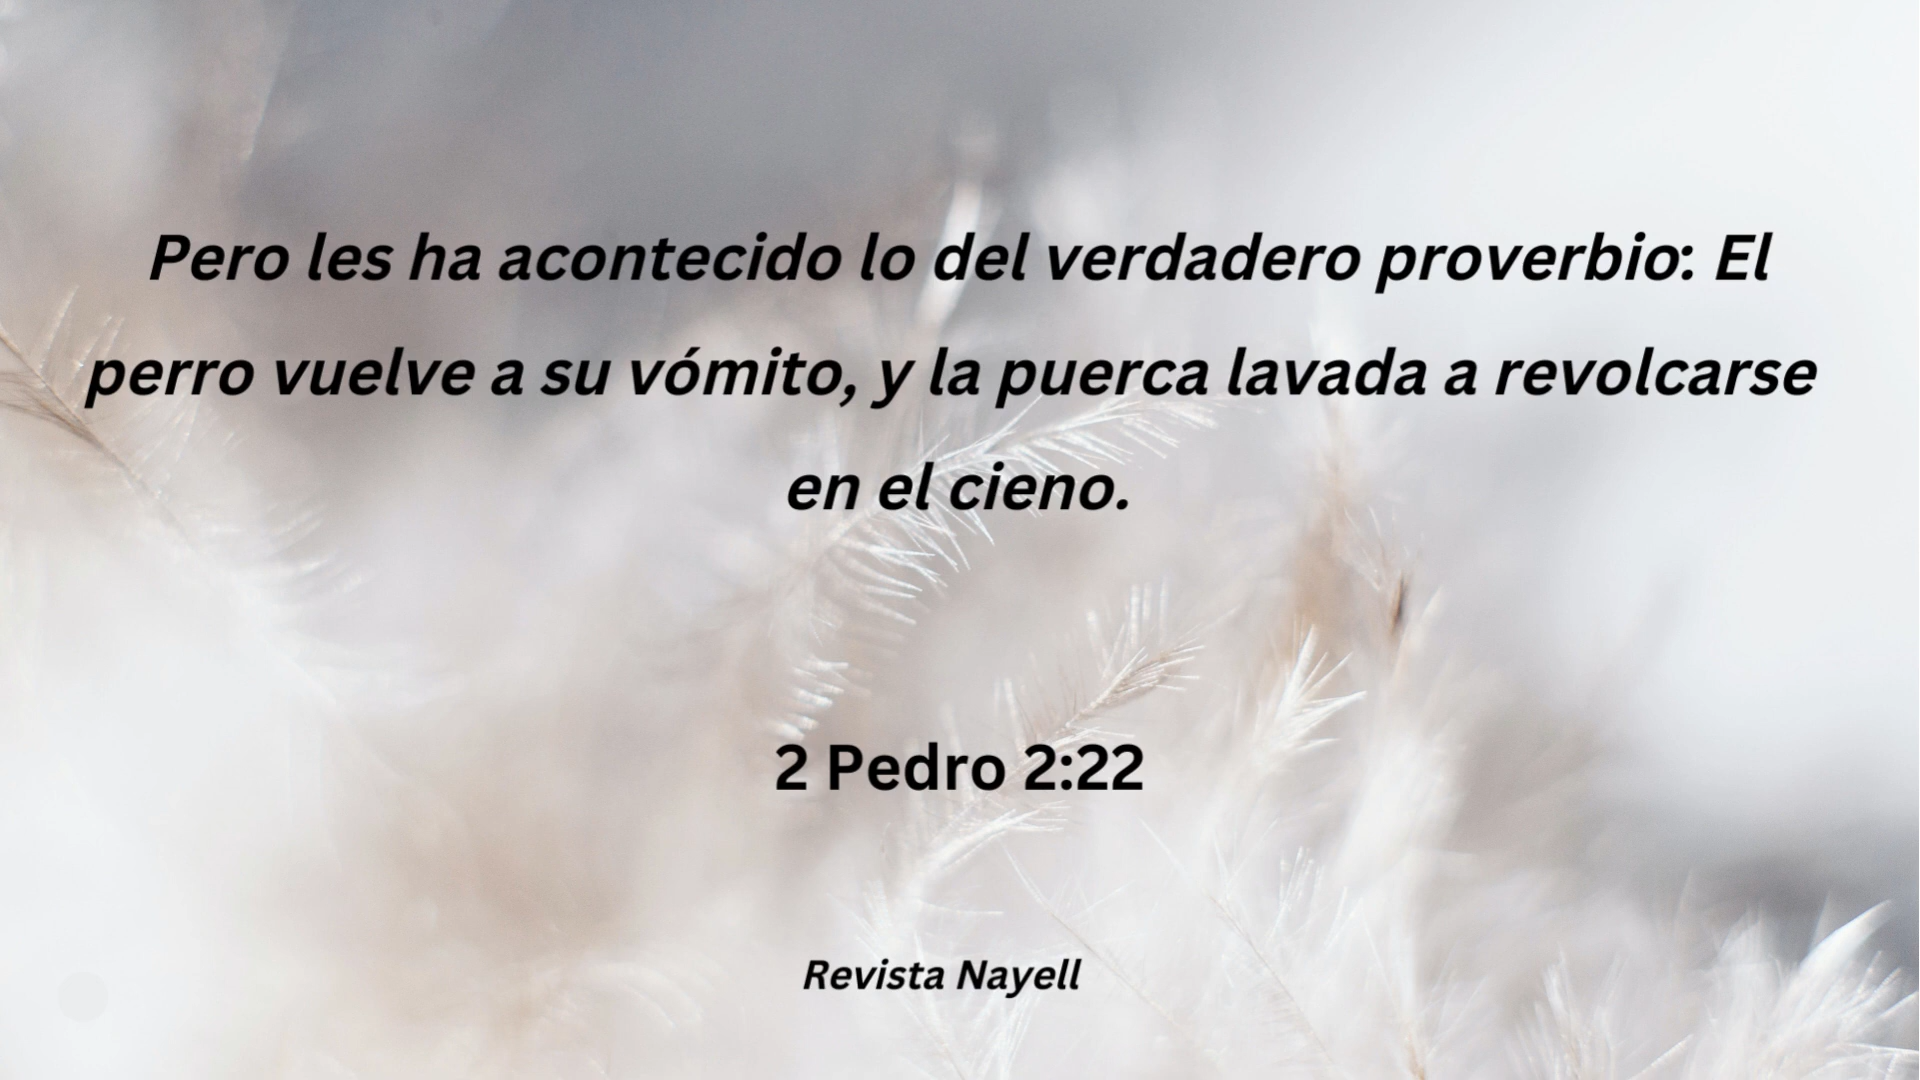 Pero les ha acontecido lo del verdadero proverbio: El
perro vuelve a su vómito, y la puerca lavada a revolcarse
en el cieno.
2 Pedro 2:22
Revista Nayell